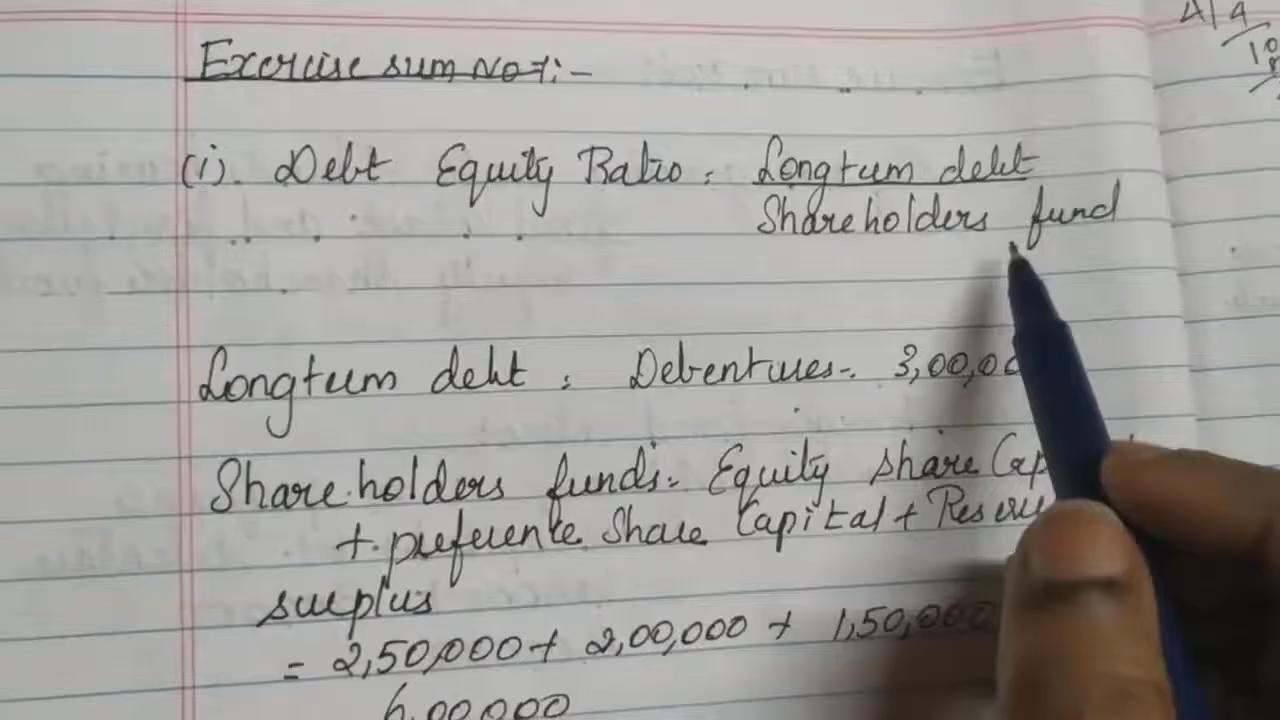 Exercise sum No 7:-
(i). Debt Equity Ratio = Longterm debt
Shareholders fund
Longterm debt = Debentures - 3,00,00
Shareholders funds = Equity share Cap
+ preference Share Capital + Reserve
surplus
= 2,50,000 + 2,00,000 + 1,50,000
6,00,000